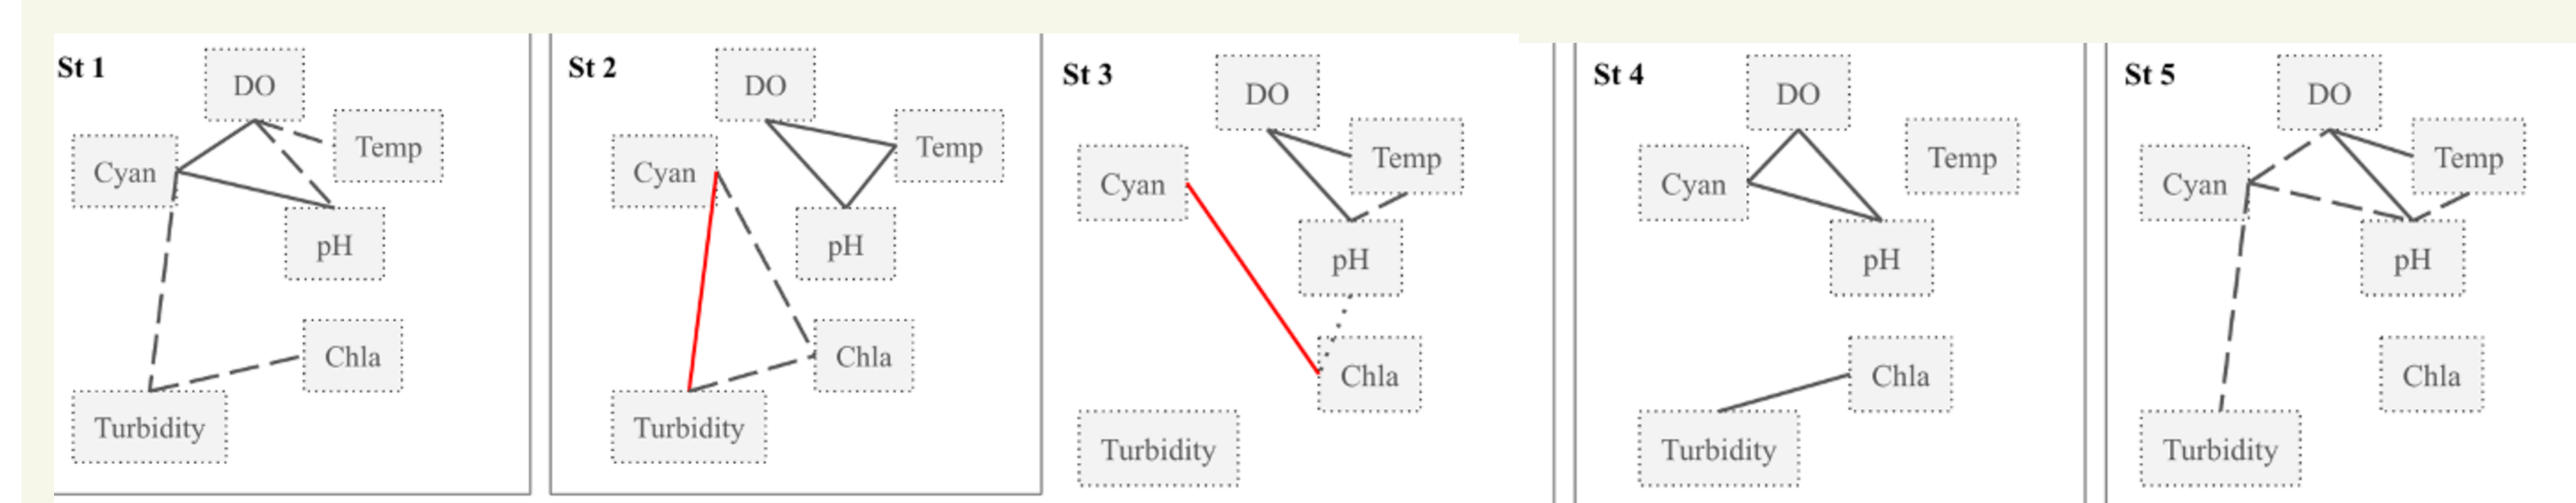 St 1
DO
Temp
Cyan
pH
Chla
Turbidity
St 2
DO
Temp
Cyan
pH
Chla
Turbidity
St 3
DO
Temp
Cyan
pH
Chla
Turbidity
St 4
DO
Temp
Cyan
pH
Chla
Turbidity
St 5
DO
Temp
Cyan
pH
Chla
Turbidity